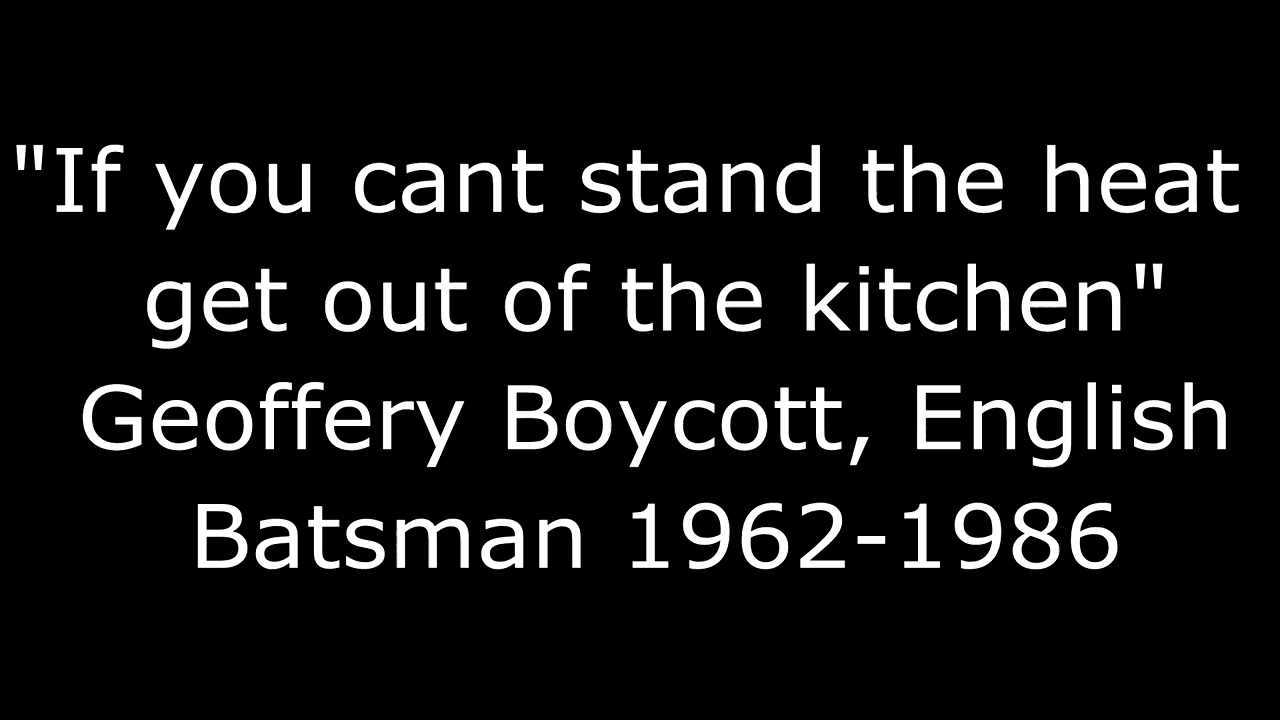 "If you cant stand the heat
get out of the kitchen"
Geoffery Boycott, English
Batsman 1962-1986